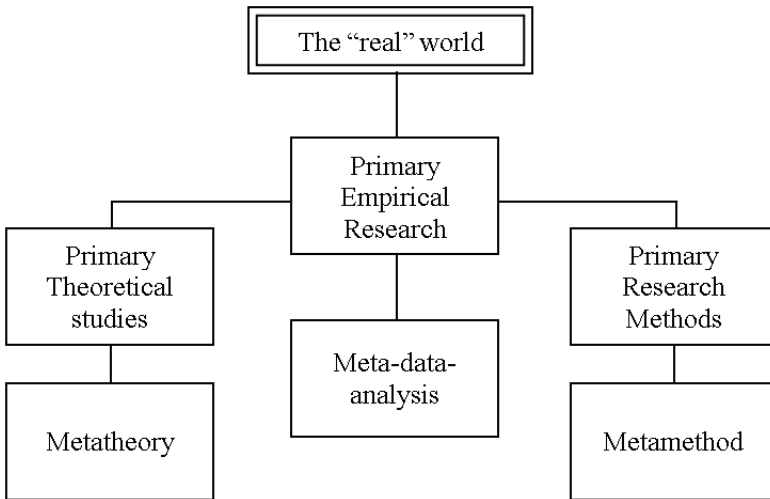 The “real” world
Primary
Empirical
Research
Primary
Theoretical
studies
Primary
Research
Methods
Meta-data-
analysis
Metatheory
Metamethod